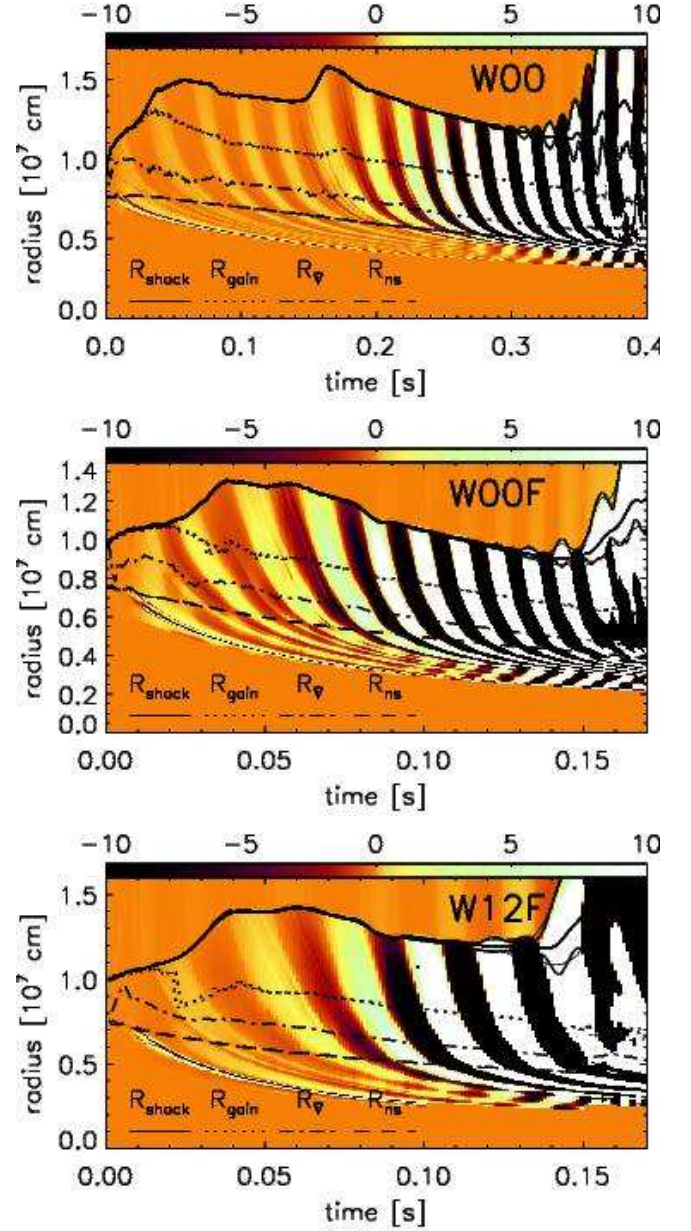 -10 -5 0 5 10
W00
1.5
1.0
0.5
0.0
radius [10⁷ cm]
R_shock R_gain R_∇ R_ns
0.0 0.1 0.2 0.3 0.4
time [s]
-10 -5 0 5 10
W00F
1.4
1.2
1.0
0.8
0.6
0.4
0.2
0.0
radius [10⁷ cm]
R_shock R_gain R_∇ R_ns
0.00 0.05 0.10 0.15
time [s]
-10 -5 0 5 10
W12F
1.5
1.0
0.5
0.0
radius [10⁷ cm]
R_shock R_gain R_∇ R_ns
0.00 0.05 0.10 0.15
time [s]